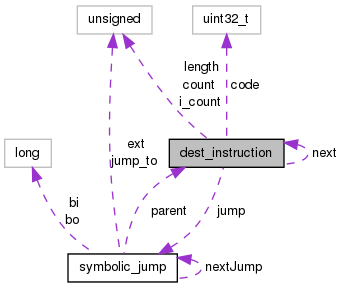 unsigned
uint32_t
length
count
i_count
code
long
ext
jump_to
dest_instruction
next
bi
bo
parent
jump
symbolic_jump
nextJump